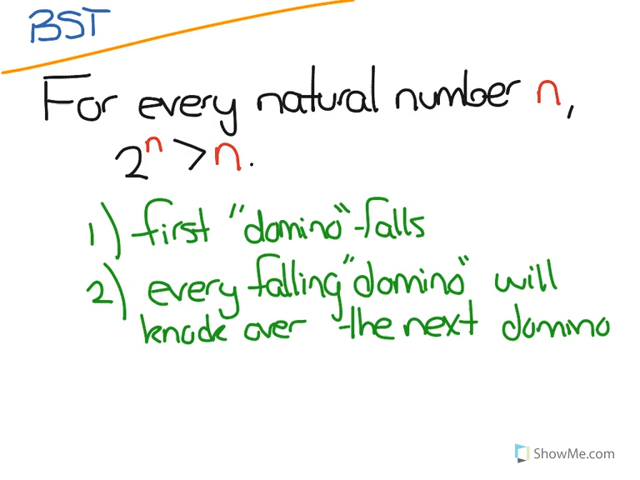 BST
For every natural number n,
2^n > n.
1) first "domino" falls
2) every falling "domino" will
knock over the next domino
ShowMe.com